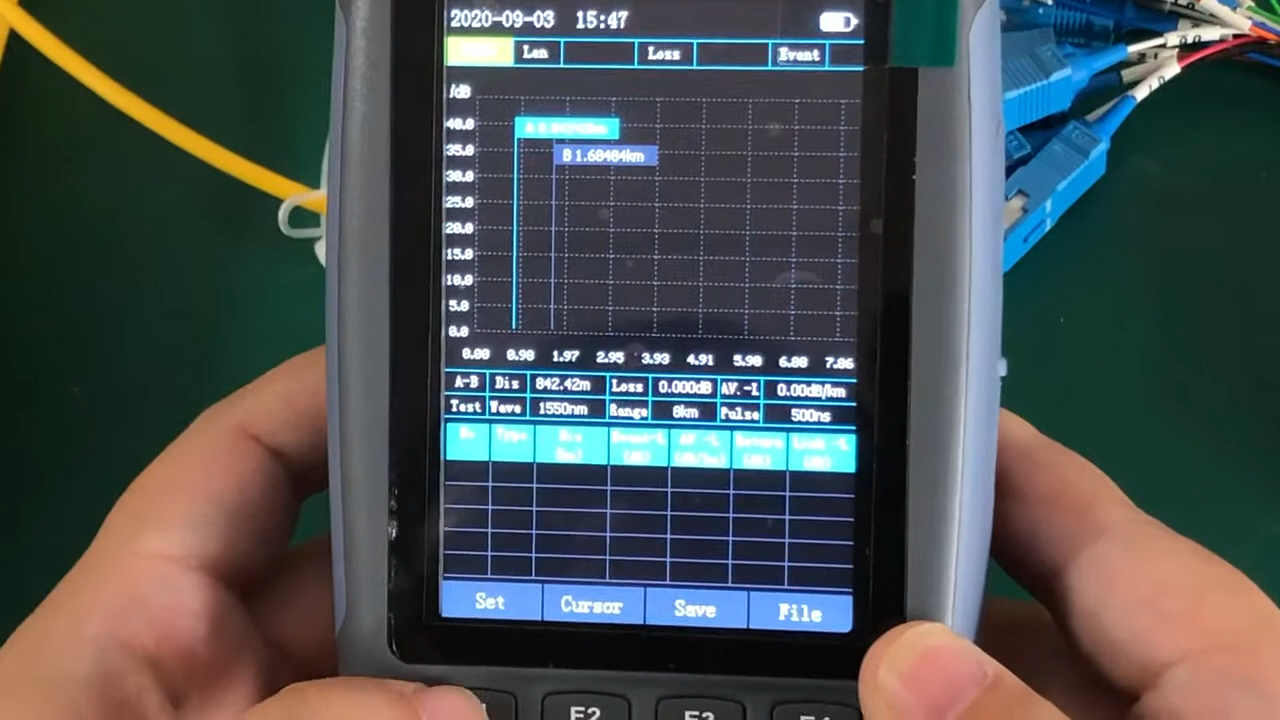 2020-09-03 15:47
Len Loss Event
/dB
40.0
A
B 1.68484km
35.0
30.0
25.0
20.0
15.0
10.0
5.0
0.0
0.00 0.98 1.97 2.95 3.93 4.91 5.90 6.88 7.86
A-B Dis 842.42m Loss 0.000dB AV.-L 0.00dB/km
Test Wave 1550nm Range 8km Pulse 500ns
Type
Set Cursor Save File
F2 F3